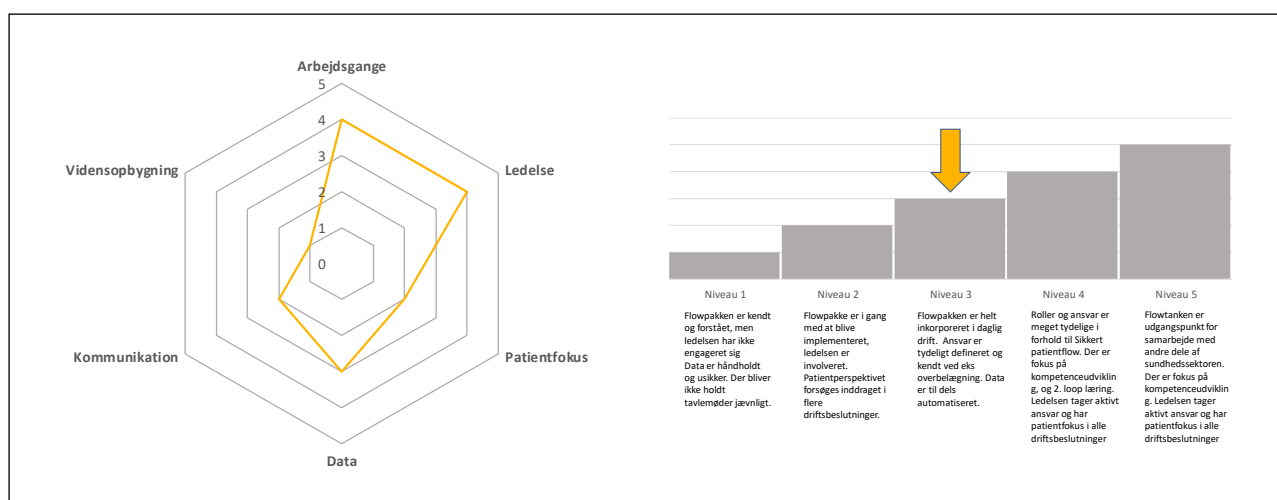 Arbejdsgange
5
4
3
2
1
0
Ledelse
Patientfokus
Data
Kommunikation
Vidensopbygning
Niveau 1
Flowpakken er kendt
og forstået, men
ledelsen har ikke
engageret sig
Data er håndholdt
og usikker. Der bliver
ikke holdt
tavlemøder jævnligt.
Niveau 2
Flowpakke er i gang
med at blive
implementeret,
ledelsen er
involveret.
Patientperspektivet
forsøges inddraget i
flere
driftsbeslutninger.
Niveau 3
Flowpakken er helt
inkorporeret i daglig
drift.  Ansvar er
tydeligt defineret og
kendt ved eks
overbelægning. Data
er til dels
automatiseret.
Niveau 4
Roller og ansvar er
meget tydelige i
forhold til Sikkert
patientflow. Der er
fokus på
kompetenceudviklin
g, og 2. loop læring.
Ledelsen tager aktivt
ansvar og har
patientfokus i alle
driftsbeslutninger
Niveau 5
Flowtanken er
udgangspunkt for
samarbejde med
andre dele af
sundhedssektoren.
Der er fokus på
kompetenceudviklin
g. Ledelsen tager
aktivt ansvar og har
patientfokus i alle
driftsbeslutninger